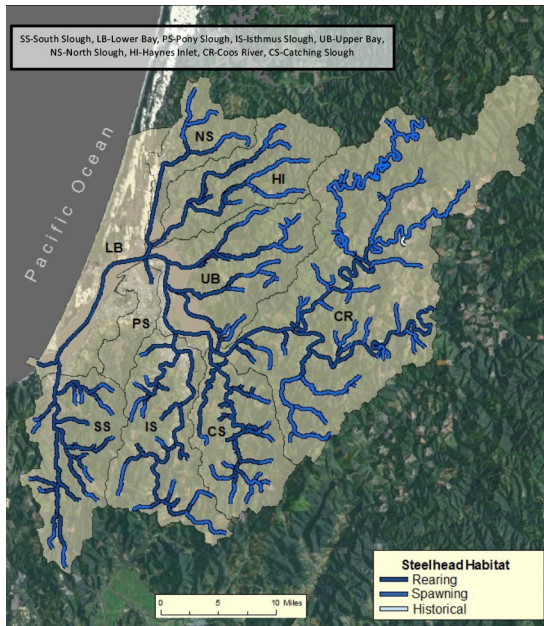 SS-South Slough, LB-Lower Bay, PS-Pony Slough, IS-Isthmus Slough, UB-Upper Bay,
NS-North Slough, HI-Haynes Inlet, CR-Coos River, CS-Catching Slough
Pacific Ocean
NS
HI
LB
UB
PS
CR
SS
IS
CS
Steelhead Habitat
Rearing
Spawning
Historical
0 5 10 Miles